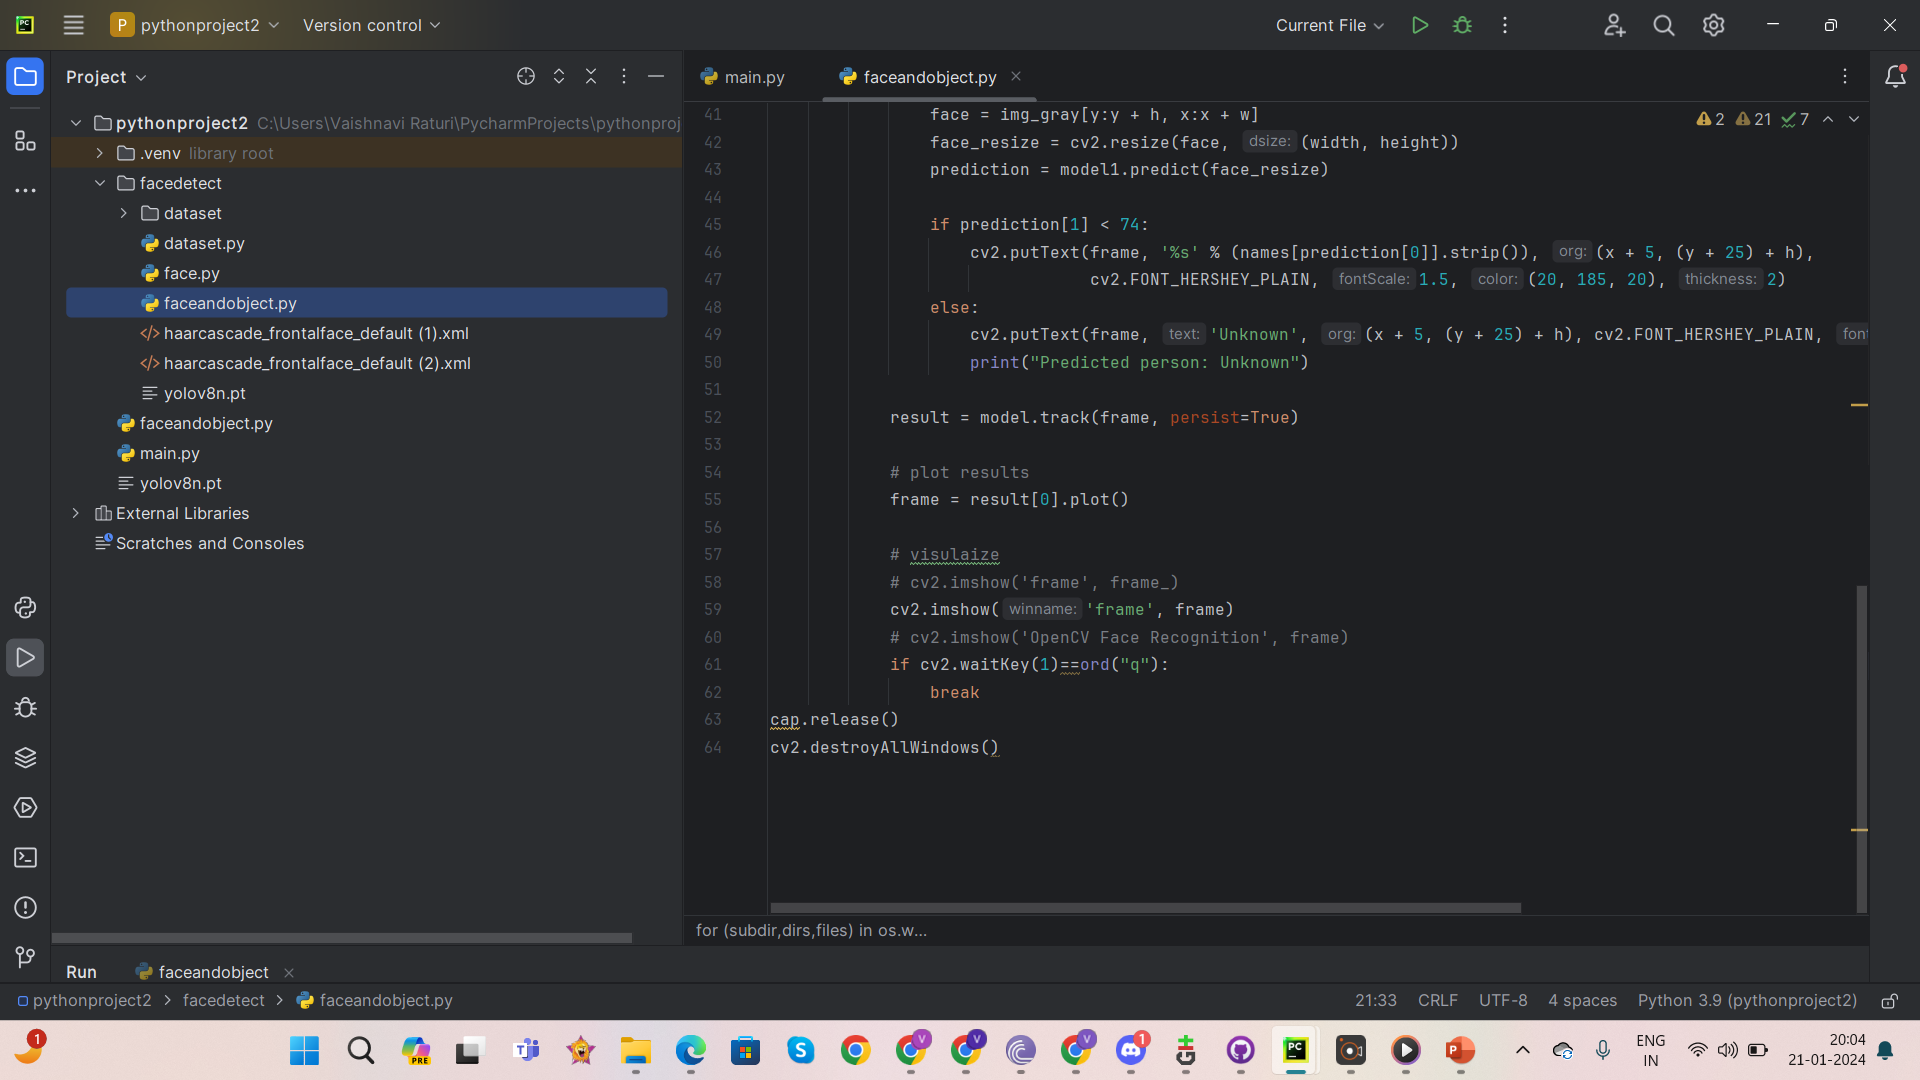 PC
P pythonproject2
Version control
Current File
Project
pythonproject2 C:\Users\Vaishnavi Raturi\PycharmProjects\pythonproj
.venv library root
facedetect
dataset
dataset.py
face.py
faceandobject.py
haarcascade_frontalface_default (1).xml
haarcascade_frontalface_default (2).xml
yolov8n.pt
faceandobject.py
main.py
yolov8n.pt
External Libraries
Scratches and Consoles
main.py
faceandobject.py
2 21 7
41 face = img_gray[y:y + h, x:x + w]
42 face_resize = cv2.resize(face, dsize: (width, height))
43 prediction = model1.predict(face_resize)
44
45 if prediction[1] < 74:
46 cv2.putText(frame, '%s' % (names[prediction[0]].strip()), org: (x + 5, (y + 25) + h),
47 cv2.FONT_HERSHEY_PLAIN, fontScale: 1.5, color: (20, 185, 20), thickness: 2)
48 else:
49 cv2.putText(frame, text: 'Unknown', org: (x + 5, (y + 25) + h), cv2.FONT_HERSHEY_PLAIN, font
50 print("Predicted person: Unknown")
51
52 result = model.track(frame, persist=True)
53
54 # plot results
55 frame = result[0].plot()
56
57 # visulaize
58 # cv2.imshow('frame', frame_)
59 cv2.imshow( winname: 'frame', frame)
60 # cv2.imshow('OpenCV Face Recognition', frame)
61 if cv2.waitKey(1)==ord("q"):
62 break
63 cap.release()
64 cv2.destroyAllWindows()
for (subdir,dirs,files) in os.w...
Run faceandobject
pythonproject2 > facedetect > faceandobject.py
21:33 CRLF UTF-8 4 spaces Python 3.9 (pythonproject2)
1
PRE
T
S
V
V
V
1
PC
P
ENG
IN
20:04
21-01-2024